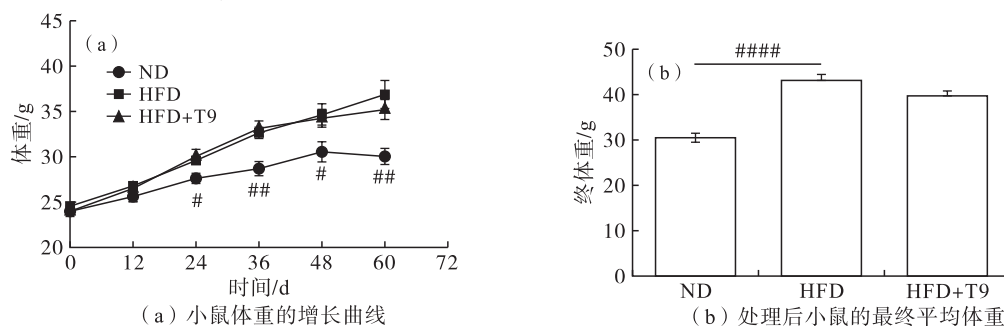 45
（a）
40
ND
HFD
35
HFD+T9
体重/g
30
25
20
# ## # ##
0 12 24 36 48 60 72
时间/d
（a）小鼠体重的增长曲线
50
（b）
####
40
30
终体重/g
20
10
0
ND HFD HFD+T9
（b）处理后小鼠的最终平均体重